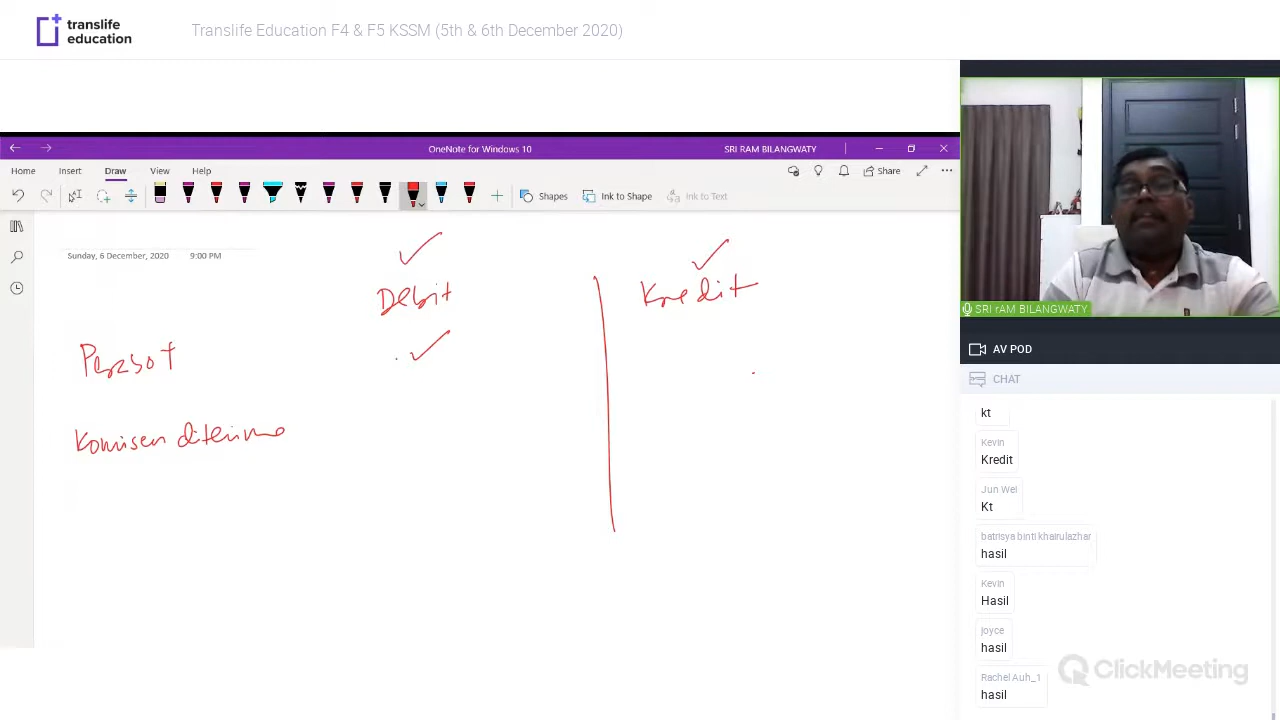 translife
education
Translife Education F4 & F5 KSSM (5th & 6th December 2020)
OneNote for Windows 10
SRI RAM BILANGWATY
Home Insert Draw View Help
Share
Shapes Ink to Shape Ink to Text
Sunday, 6 December, 2020 9:00 PM
Debit Kredit
Perabot
Komisen diterima
SRI rAM BILANGWATY
AV POD
CHAT
kt
Kevin
Kredit
Jun Wei
Kt
batrisya binti khairulazhar
hasil
Kevin
Hasil
joyce
hasil
Rachel Auh_1
hasil
ClickMeeting